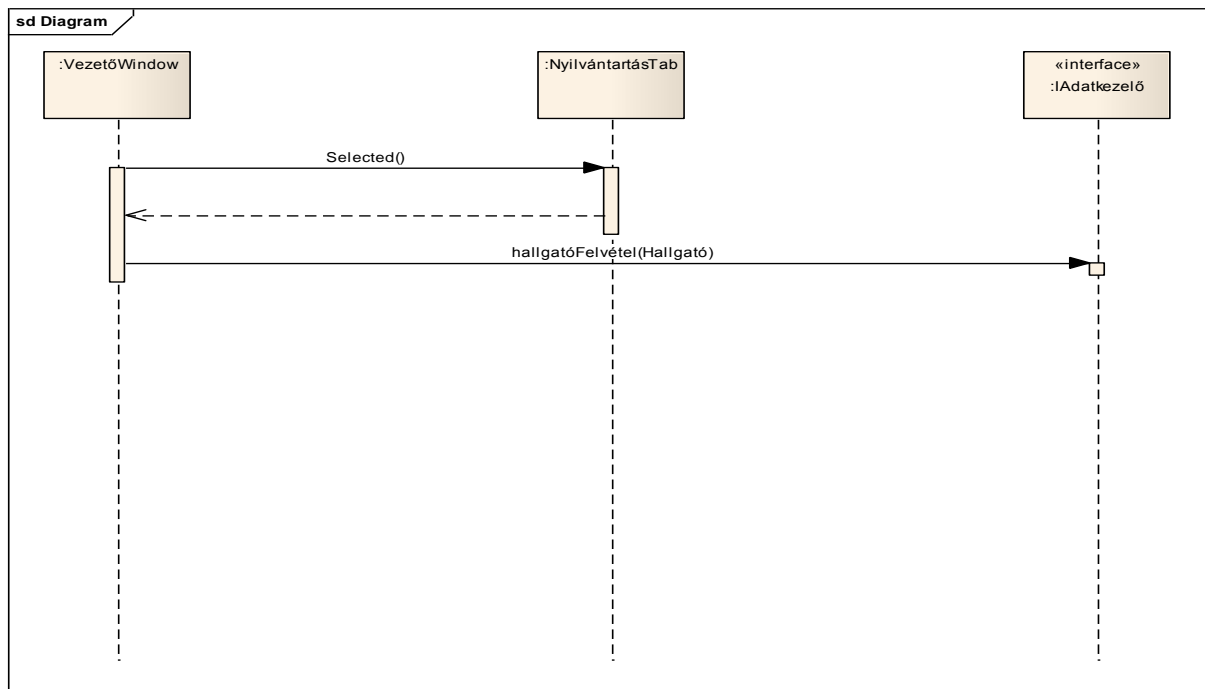 sd Diagram
:VezetőWindow
:NyilvántartásTab
«interface»
:IAdatkezelő
Selected()
hallgatóFelvétel(Hallgató)